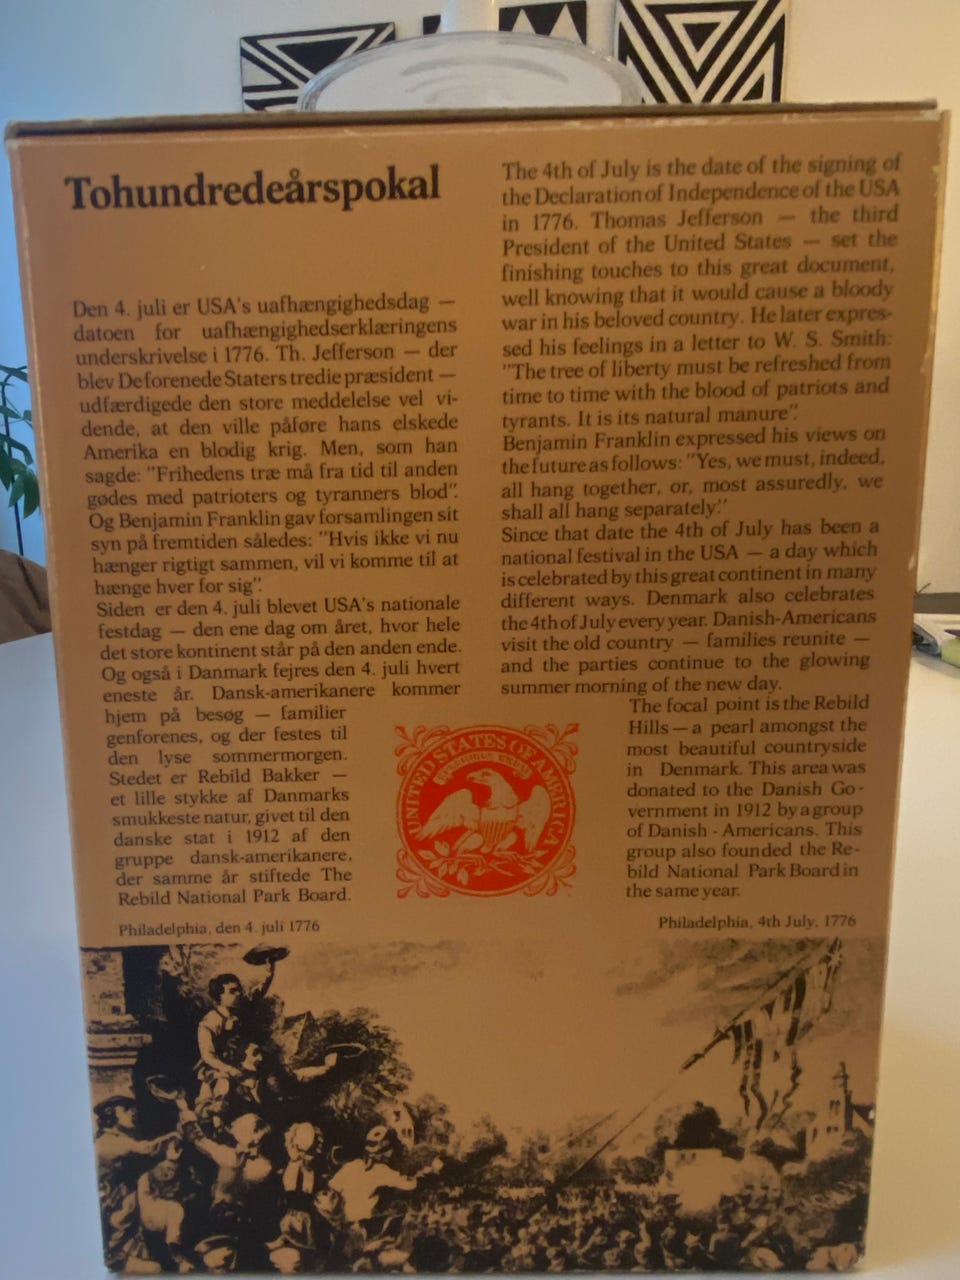 Tohundredeårspokal
Den 4. juli er USA's uafhængighedsdag —
datoen for uafhængighedserklæringens
underskrivelse i 1776. Th. Jefferson — der
blev De forenede Staters tredie præsident —
udfærdigede den store meddelelse vel vi-
dende, at den ville påføre hans elskede
Amerika en blodig krig. Men, som han
sagde: "Frihedens træ må fra tid til anden
gødes med patrioters og tyranners blod".
Og Benjamin Franklin gav forsamlingen sit
syn på fremtiden således: "Hvis ikke vi nu
hænger rigtigt sammen, vil vi komme til at
hænge hver for sig".
Siden er den 4. juli blevet USA's nationale
festdag — den ene dag om året, hvor hele
det store kontinent står på den anden ende.
Og også i Danmark fejres den 4. juli hvert
eneste år. Dansk-amerikanere kommer
hjem på besøg — familier
genforenes, og der festes til
den lyse sommermorgen.
Stedet er Rebild Bakker —
et lille stykke af Danmarks
smukkeste natur, givet til den
danske stat i 1912 af den
gruppe dansk-amerikanere,
der samme år stiftede The
Rebild National Park Board.
Philadelphia, den 4. juli 1776
The 4th of July is the date of the signing of
the Declaration of Independence of the USA
in 1776. Thomas Jefferson — the third
President of the United States — set the
finishing touches to this great document,
well knowing that it would cause a bloody
war in his beloved country. He later expres-
sed his feelings in a letter to W. S. Smith:
"The tree of liberty must be refreshed from
time to time with the blood of patriots and
tyrants. It is its natural manure".
Benjamin Franklin expressed his views on
the future as follows: "Yes, we must, indeed,
all hang together, or, most assuredly, we
shall all hang separately."
Since that date the 4th of July has been a
national festival in the USA — a day which
is celebrated by this great continent in many
different ways. Denmark also celebrates
the 4th of July every year. Danish-Americans
visit the old country — families reunite —
and the parties continue to the glowing
summer morning of the new day.
The focal point is the Rebild
Hills — a pearl amongst the
most beautiful countryside
in Denmark. This area was
donated to the Danish Go-
vernment in 1912 by a group
of Danish - Americans. This
group also founded the Re-
bild National Park Board in
the same year.
Philadelphia, 4th July, 1776
UNITED STATES OF AMERICA